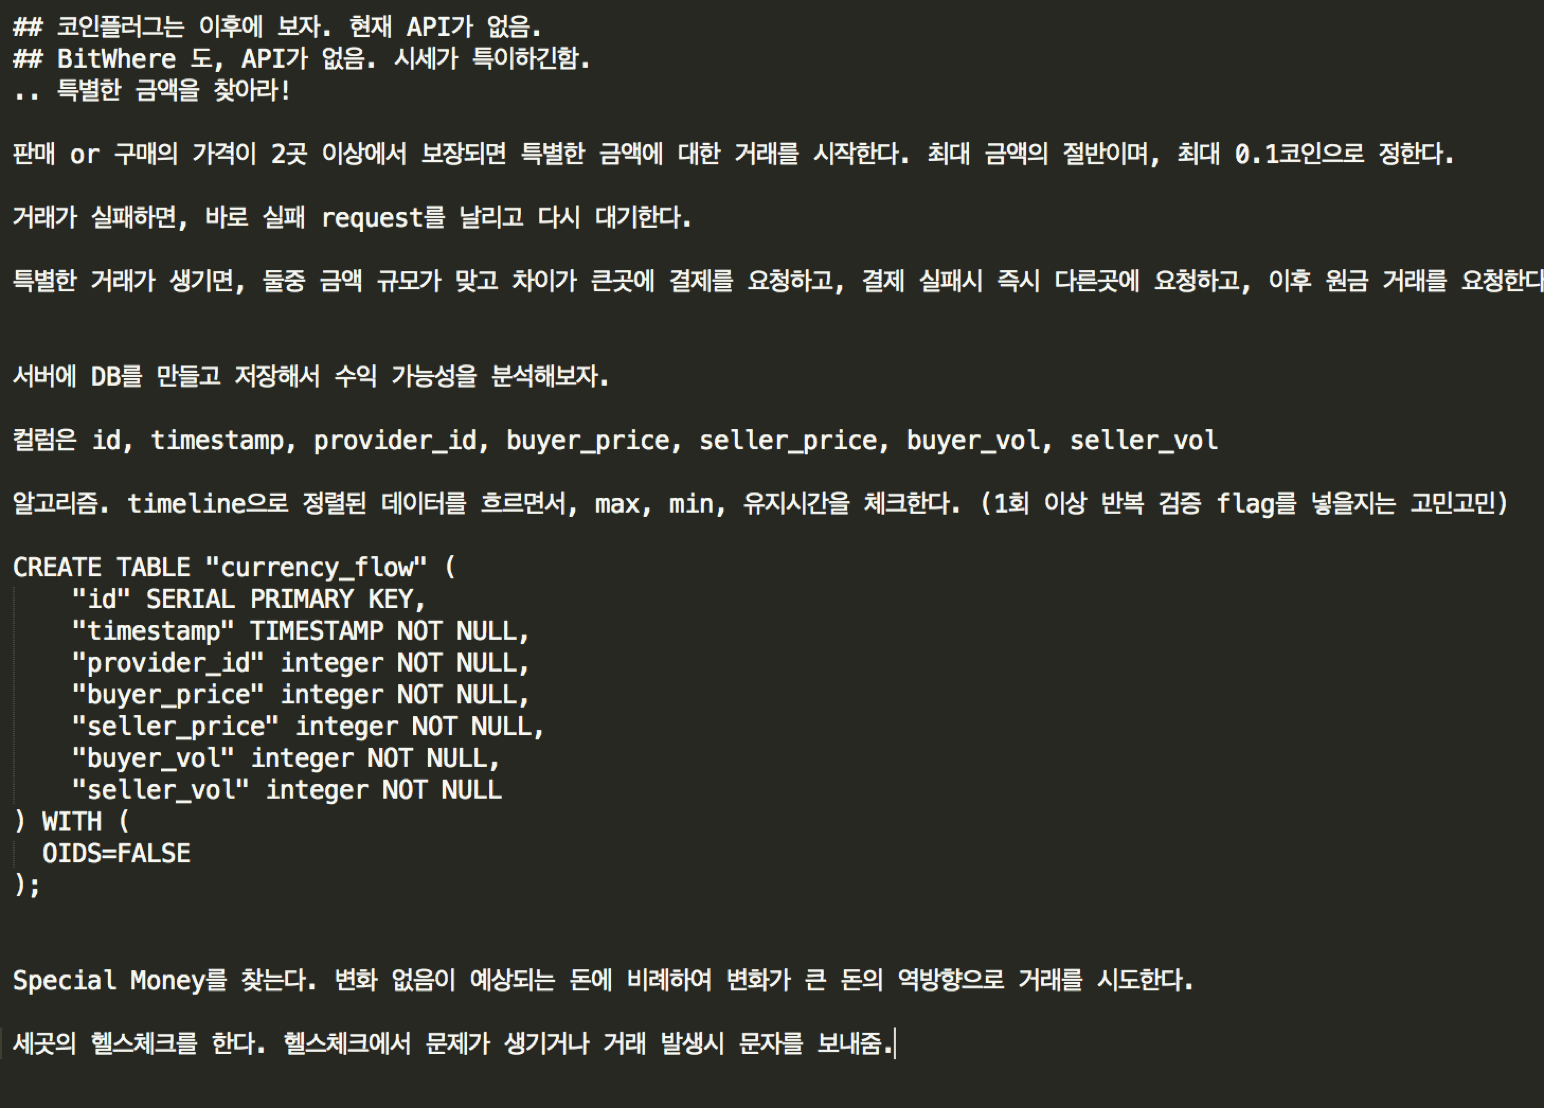 ## 코인플러그는 이후에 보자. 현재 API가 없음.
## BitWhere 도, API가 없음. 시세가 특이하긴함.
.. 특별한 금액을 찾아라!
판매 or 구매의 가격이 2곳 이상에서 보장되면 특별한 금액에 대한 거래를 시작한다. 최대 금액의 절반이며, 최대 0.1코인으로 정한다.
거래가 실패하면, 바로 실패 request를 날리고 다시 대기한다.
특별한 거래가 생기면, 둘중 금액 규모가 맞고 차이가 큰곳에 결제를 요청하고, 결제 실패시 즉시 다른곳에 요청하고, 이후 원금 거래를 요청한다
서버에 DB를 만들고 저장해서 수익 가능성을 분석해보자.
컬럼은 id, timestamp, provider_id, buyer_price, seller_price, buyer_vol, seller_vol
알고리즘. timeline으로 정렬된 데이터를 흐르면서, max, min, 유지시간을 체크한다. (1회 이상 반복 검증 flag를 넣을지는 고민고민)
CREATE TABLE "currency_flow" (
    "id" SERIAL PRIMARY KEY,
    "timestamp" TIMESTAMP NOT NULL,
    "provider_id" integer NOT NULL,
    "buyer_price" integer NOT NULL,
    "seller_price" integer NOT NULL,
    "buyer_vol" integer NOT NULL,
    "seller_vol" integer NOT NULL
) WITH (
  OIDS=FALSE
);
Special Money를 찾는다. 변화 없음이 예상되는 돈에 비례하여 변화가 큰 돈의 역방향으로 거래를 시도한다.
세곳의 헬스체크를 한다. 헬스체크에서 문제가 생기거나 거래 발생시 문자를 보내줌.